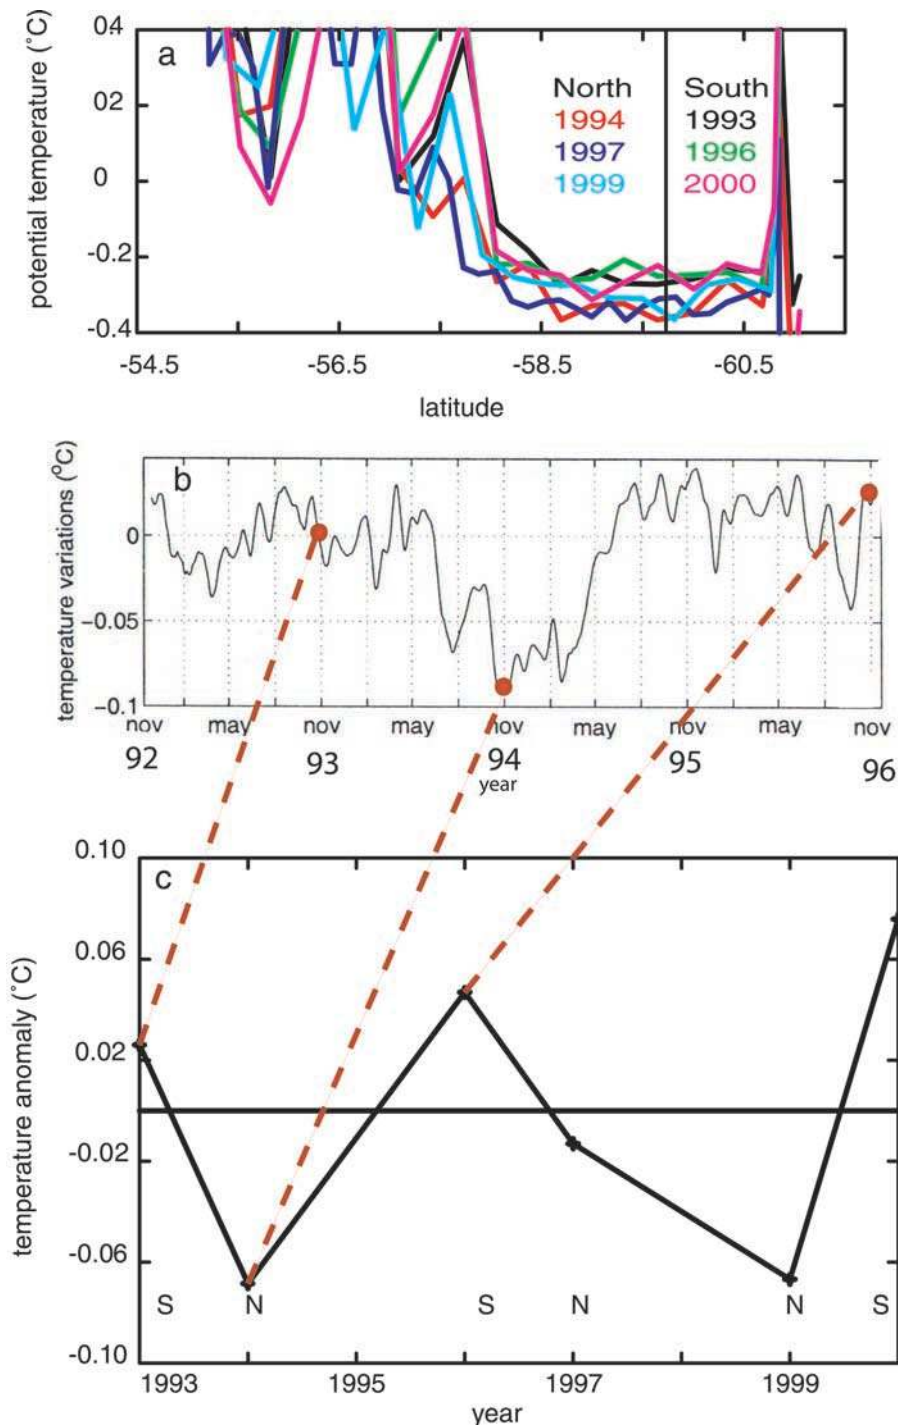 04
a
02
North South
1994 1993
0
1997 1996
1999 2000
-0.2
-0.4
potential temperature (˚C)
-54.5 -56.5 -58.5 -60.5
latitude
b
0
−0.05
−0.1
temperature variations (⁰C)
nov may nov may nov may nov may nov
92 93 94 95 96
year
0.10
c
0.06
0.02
-0.02
-0.06
S N S N N S
-0.10
temperature anomaly (˚C)
1993 1995 1997 1999
year